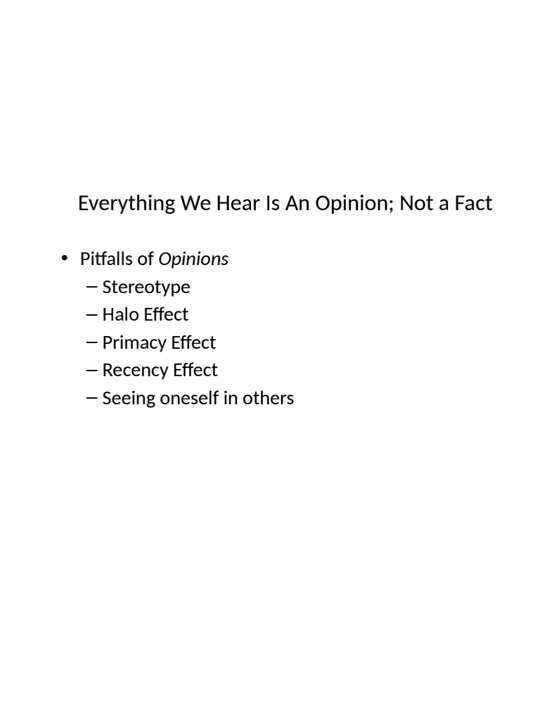 Everything We Hear Is An Opinion; Not a Fact
• Pitfalls of Opinions
– Stereotype
– Halo Effect
– Primacy Effect
– Recency Effect
– Seeing oneself in others